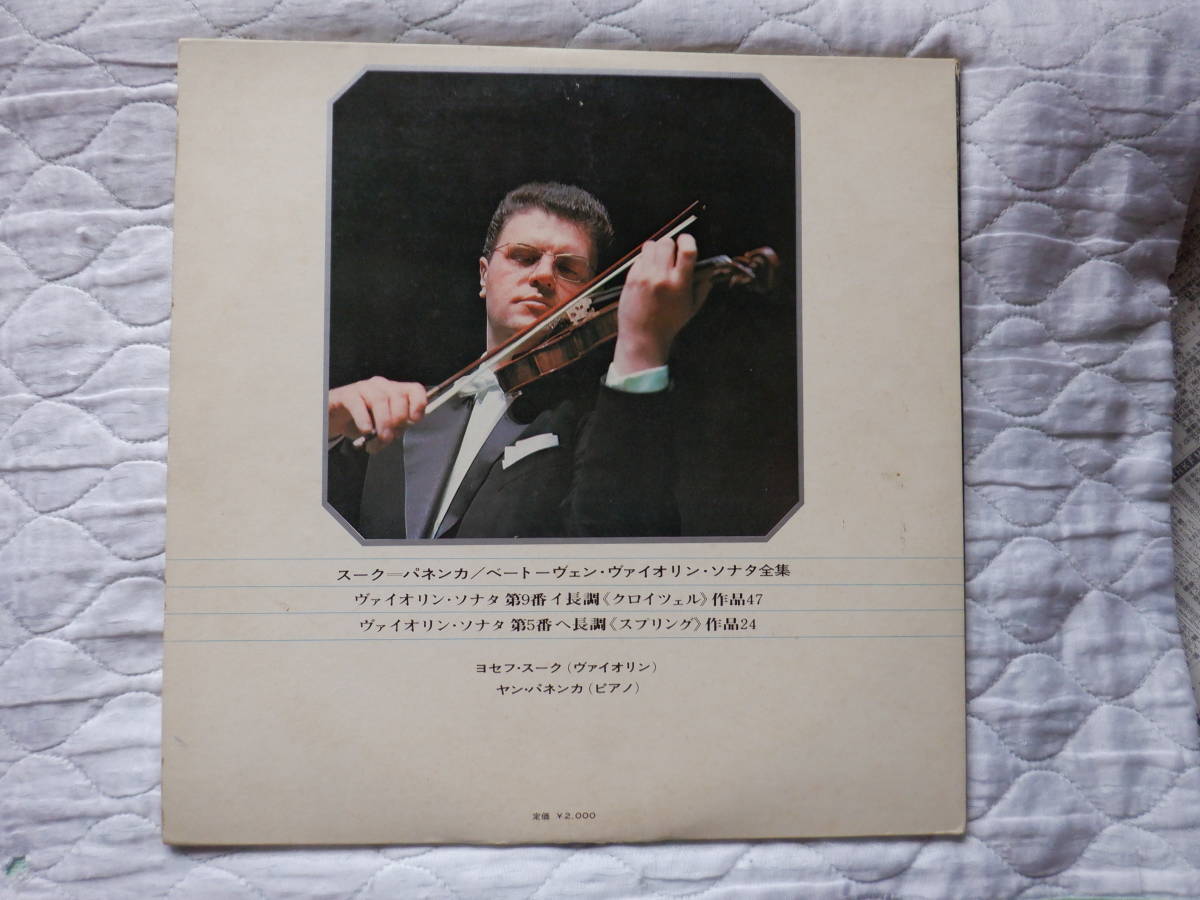 スーク＝パネンカ／ベートーヴェン・ヴァイオリン・ソナタ全集
ヴァイオリン・ソナタ 第9番イ長調《クロイツェル》作品47
ヴァイオリン・ソナタ 第5番ヘ長調《スプリング》作品24
ヨセフ・スーク（ヴァイオリン）
ヤン・パネンカ（ピアノ）
定価 ￥2,000